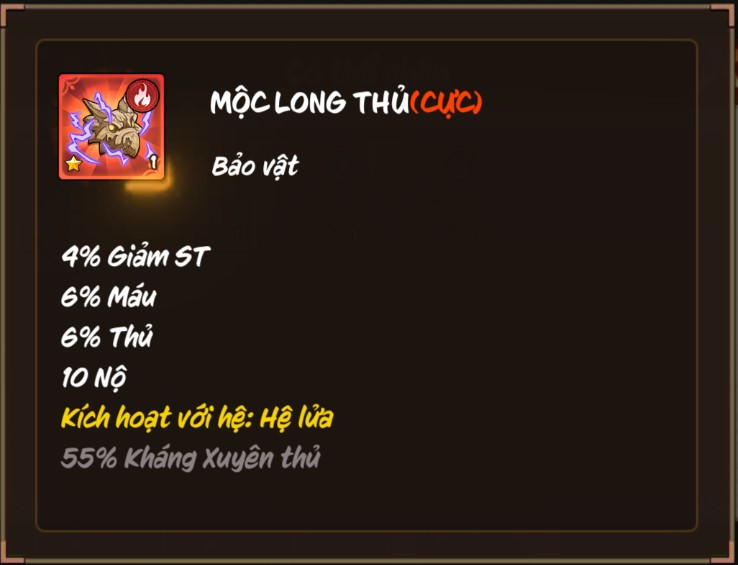 MỘC LONG THỦ(CỰC)
1
Bảo vật
4% Giảm ST
6% Máu
6% Thủ
10 Nộ
Kích hoạt với hệ: Hệ lửa
55% Kháng Xuyên thủ